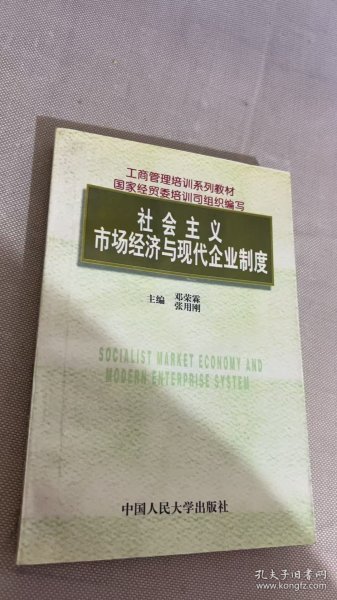 工商管理培训系列教材
国家经贸委培训司组织编写
社会主义
市场经济与现代企业制度
主编 邓荣霖
张用刚
SOCIALIST MARKET ECONOMY AND
MODERN ENTERPRISE SYSTEM
中国人民大学出版社
孔夫子旧书网